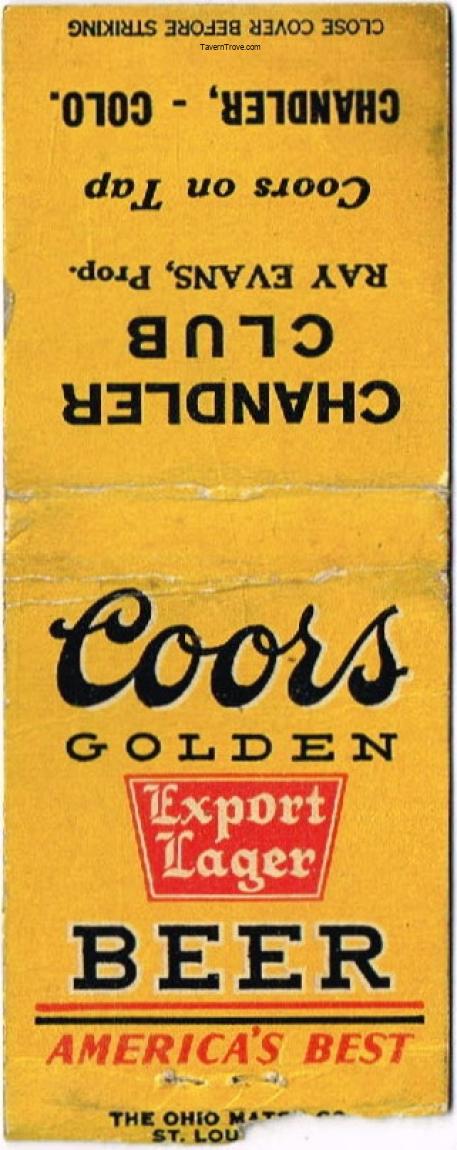 CLOSE COVER BEFORE STRIKING
TavernTrove.com
CHANDLER, - COLO.
Coors on Tap
RAY EVANS, Prop.
CHANDLER
CLUB
Coors
GOLDEN
Export
Lager
BEER
AMERICA'S BEST
THE OHIO
ST.